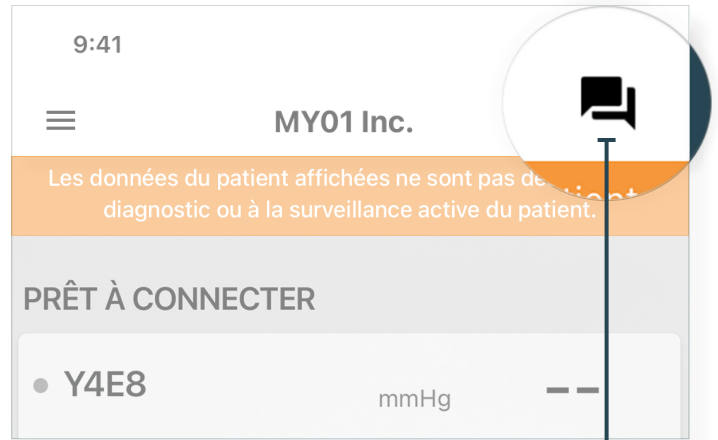 9:41
MY01 Inc.
Les données du patient affichées ne sont pas
diagnostic ou à la surveillance active du patient.
PRÊT À CONNECTER
Y4E8
mmHg
--